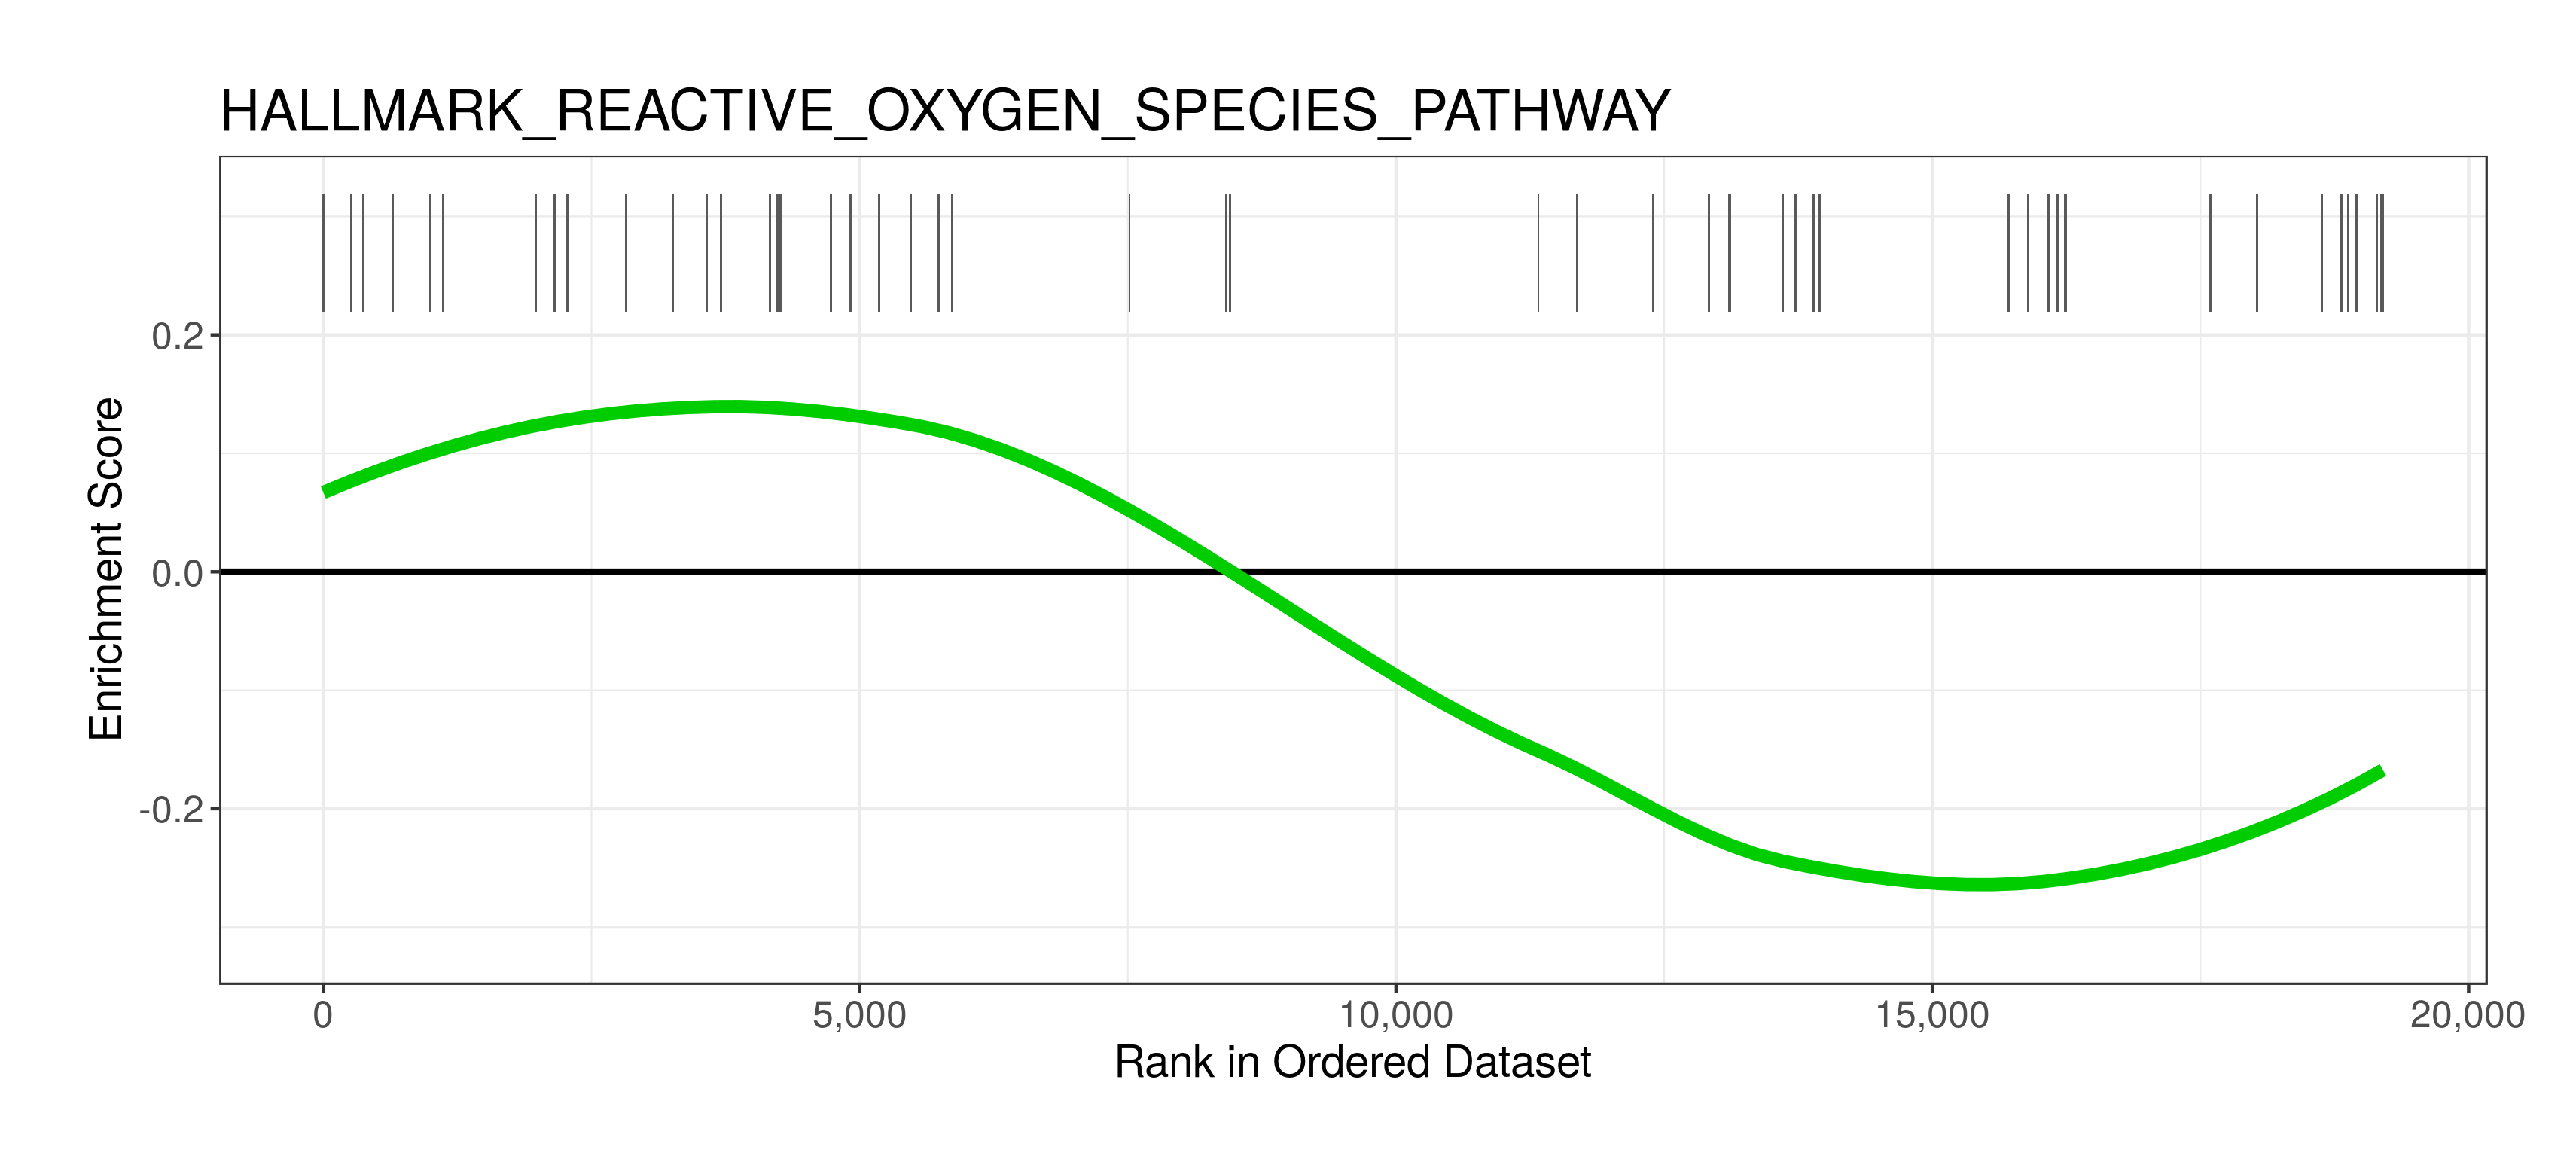 HALLMARK_REACTIVE_OXYGEN_SPECIES_PATHWAY
0.2
0.0
-0.2
Enrichment Score
0 5,000 10,000 15,000 20,000
Rank in Ordered Dataset